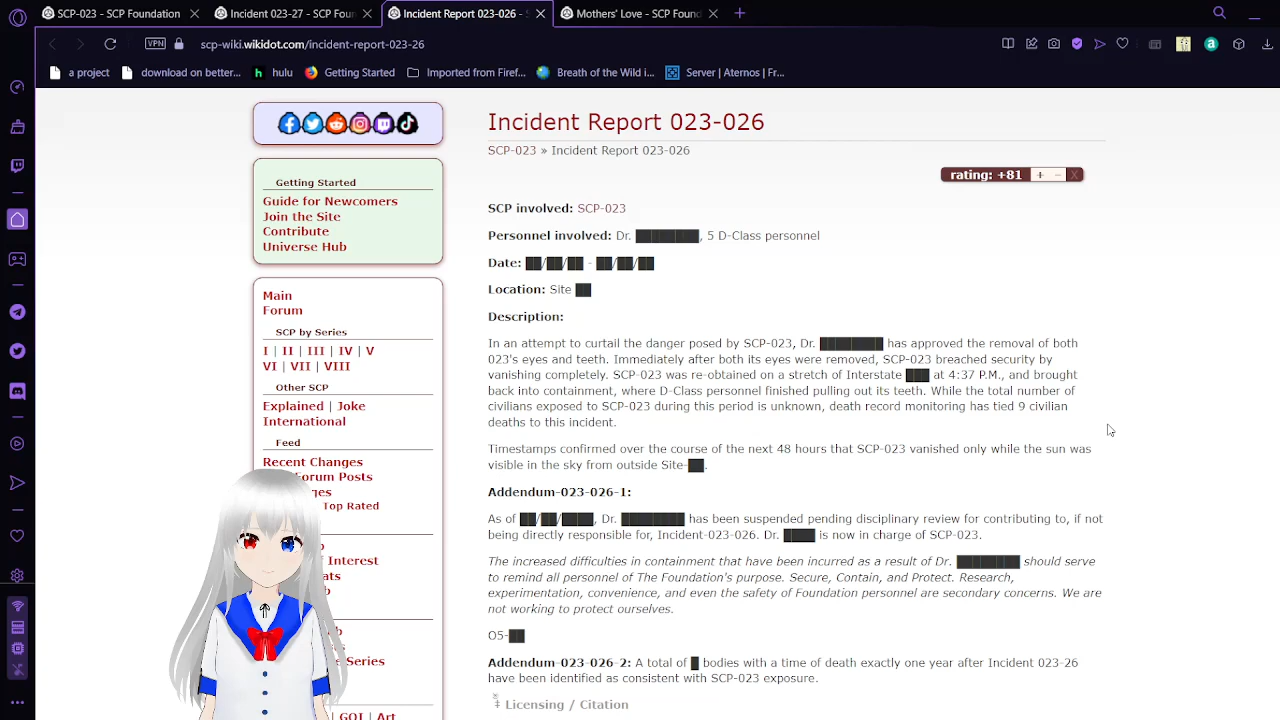 SCP-023 - SCP Foundation
Incident 023-27 - SCP Foun
Incident Report 023-026 -
Mothers' Love - SCP Found
VPN
scp-wiki.wikidot.com/incident-report-023-26
a project
download on better...
hulu
Getting Started
Imported from Firef...
Breath of the Wild i...
Server | Aternos | Fr...
Getting Started
Guide for Newcomers
Join the Site
Contribute
Universe Hub
Main
Forum
SCP by Series
I | II | III | IV | V
VI | VII | VIII
Other SCP
Explained | Joke
International
Feed
Recent Changes
Forum Posts
ges
Top Rated
Interest
ats
b
b
Series
| GOI | Art
Incident Report 023-026
SCP-023 » Incident Report 023-026
rating: +81 + – X
SCP involved: SCP-023
Personnel involved: Dr. ████████, 5 D-Class personnel
Date: ██/██/██ - ██/██/██
Location: Site ██
Description:
In an attempt to curtail the danger posed by SCP-023, Dr. ████████ has approved the removal of both
023's eyes and teeth. Immediately after both its eyes were removed, SCP-023 breached security by
vanishing completely. SCP-023 was re-obtained on a stretch of Interstate ███ at 4:37 P.M., and brought
back into containment, where D-Class personnel finished pulling out its teeth. While the total number of
civilians exposed to SCP-023 during this period is unknown, death record monitoring has tied 9 civilian
deaths to this incident.
Timestamps confirmed over the course of the next 48 hours that SCP-023 vanished only while the sun was
visible in the sky from outside Site-██.
Addendum-023-026-1:
As of ██/██/████, Dr. ████████ has been suspended pending disciplinary review for contributing to, if not
being directly responsible for, Incident-023-026. Dr. ████ is now in charge of SCP-023.
The increased difficulties in containment that have been incurred as a result of Dr. ████████ should serve
to remind all personnel of The Foundation's purpose. Secure, Contain, and Protect. Research,
experimentation, convenience, and even the safety of Foundation personnel are secondary concerns. We are
not working to protect ourselves.
O5-██
Addendum-023-026-2: A total of █ bodies with a time of death exactly one year after Incident 023-26
have been identified as consistent with SCP-023 exposure.
‡ Licensing / Citation